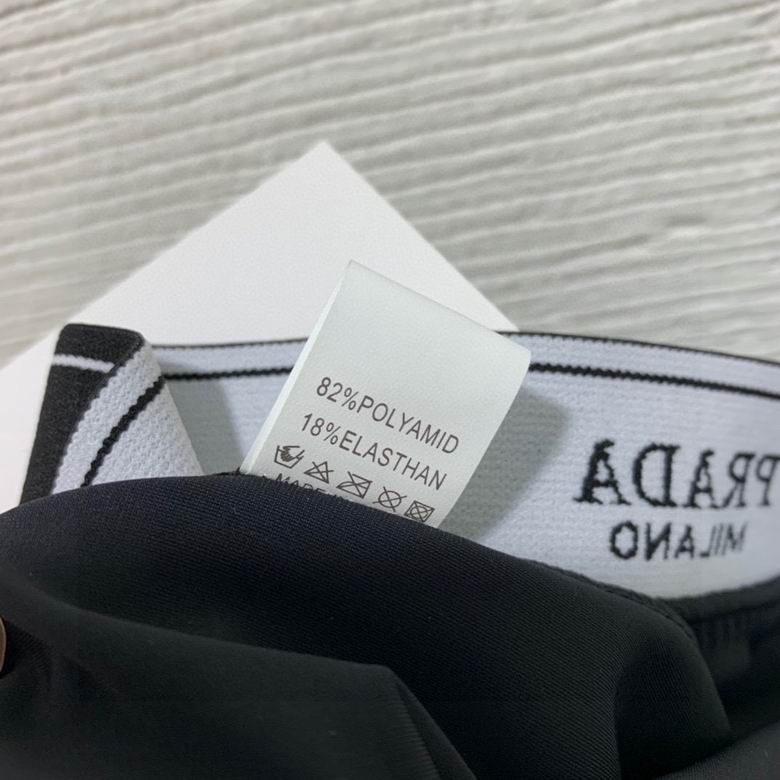 82%POLYAMID
18%ELASTHAN
PRADA
MILANO